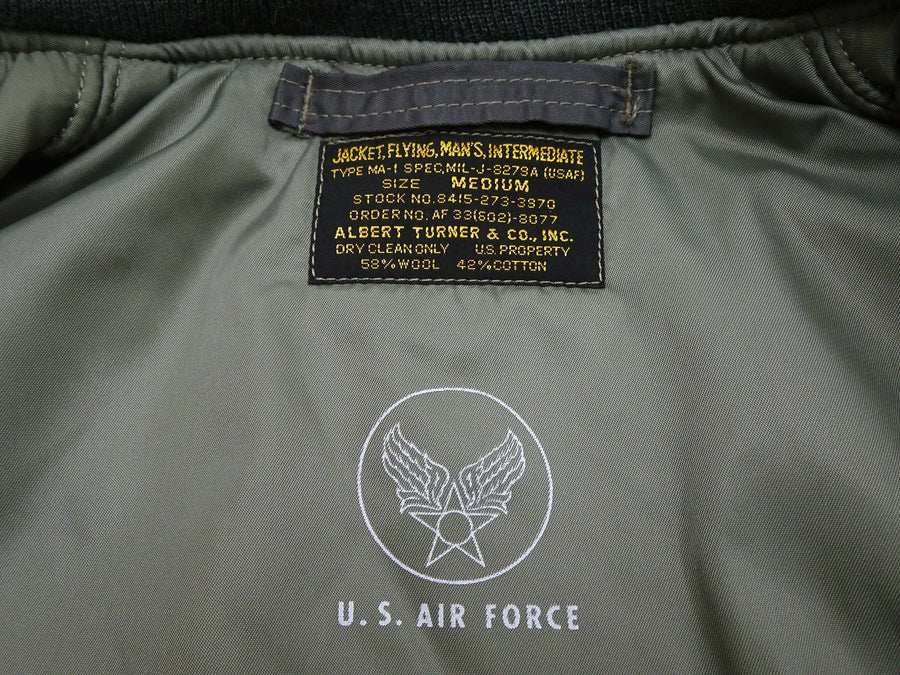 JACKET, FLYING, MAN'S, INTERMEDIATE
TYPE MA-1 SPEC, MIL-J-8279A (USAF)
SIZE MEDIUM
STOCK NO. 8415-273-3970
ORDER NO. AF 33(602)-8077
ALBERT TURNER & CO., INC.
DRY CLEAN ONLY U.S. PROPERTY
58% WOOL 42% COTTON
U.S. AIR FORCE